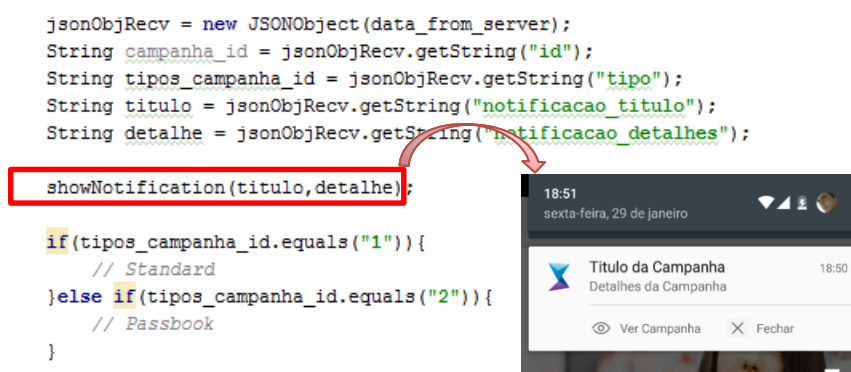 jsonObjRecv = new JSONObject(data_from_server);
String campanha_id = jsonObjRecv.getString("id");
String tipos_campanha_id = jsonObjRecv.getString("tipo");
String titulo = jsonObjRecv.getString("notificacao_titulo");
String detalhe = jsonObjRecv.getString("notificacao_detalhes");
showNotification(titulo,detalhe);
if(tipos_campanha_id.equals("1")){
// Standard
}else if(tipos_campanha_id.equals("2")){
// Passbook
}
18:51
sexta-feira, 29 de janeiro
Titulo da Campanha 18:50
Detalhes da Campanha
Ver Campanha Fechar